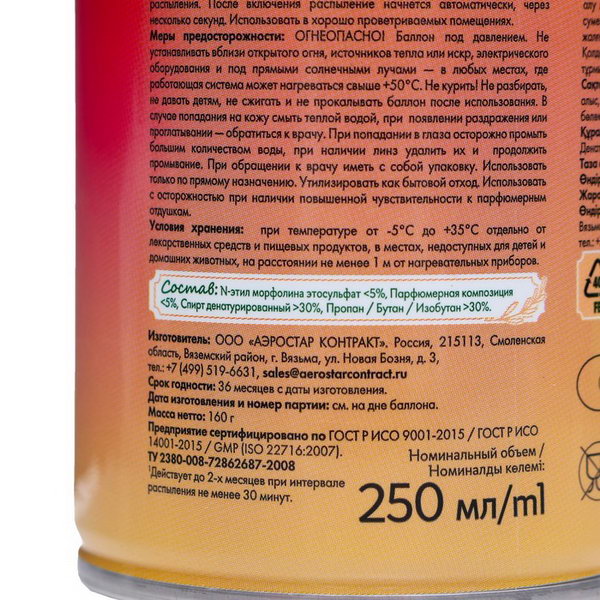 распыления. После включения распыление начнется автоматически, через
несколько секунд. Использовать в хорошо проветриваемых помещениях.
Меры предосторожности: ОГНЕОПАСНО! Баллон под давлением. Не
устанавливать вблизи открытого огня, источников тепла или искр, электрического
оборудования и под прямыми солнечными лучами — в любых местах, где
работающая система может нагреваться свыше +50°С. Не курить! Не разбирать,
не давать детям, не сжигать и не прокалывать баллон после использования. В
случае попадания на кожу смыть теплой водой, при появлении раздражения или
проглатывании – обратиться к врачу. При попадании в глаза осторожно промыть
большим количеством воды, при наличии линз удалить их и продолжить
промывание. При обращении к врачу иметь с собой упаковку. Использовать
только по прямому назначению. Утилизировать как бытовой отход. Использовать
с осторожностью при наличии повышенной чувствительности к парфюмерным
отдушкам.
Условия хранения: при температуре от -5°С до +35°С отдельно от
лекарственных средств и пищевых продуктов, в местах, недоступных для детей и
домашних животных, на расстоянии не менее 1 м от нагревательных приборов.
Состав: N-этил морфолина этосульфат <5%, Парфюмерная композиция
<5%, Спирт денатурированный >30%, Пропан / Бутан / Изобутан >30%.
Изготовитель: ООО «АЭРОСТАР КОНТРАКТ». Россия, 215113, Смоленская
область, Вяземский район, г. Вязьма, ул. Новая Бозня, д. 3,
тел.: +7 (499) 519-6631, sales@aerostarcontract.ru
Срок годности: 36 месяцев с даты изготовления.
Дата изготовления и номер партии: см. на дне баллона.
Масса нетто: 160 г
Предприятие сертифицировано по ГОСТ Р ИСО 9001-2015 / ГОСТ Р ИСО
14001-2015 / GMP (ISO 22716:2007).
ТУ 2380-008-72862687-2008
¹Действует до 2-х месяцев при интервале
распыления не менее 30 минут.
Номинальный объем /
Номиналды көлемі:
250 мл/ml